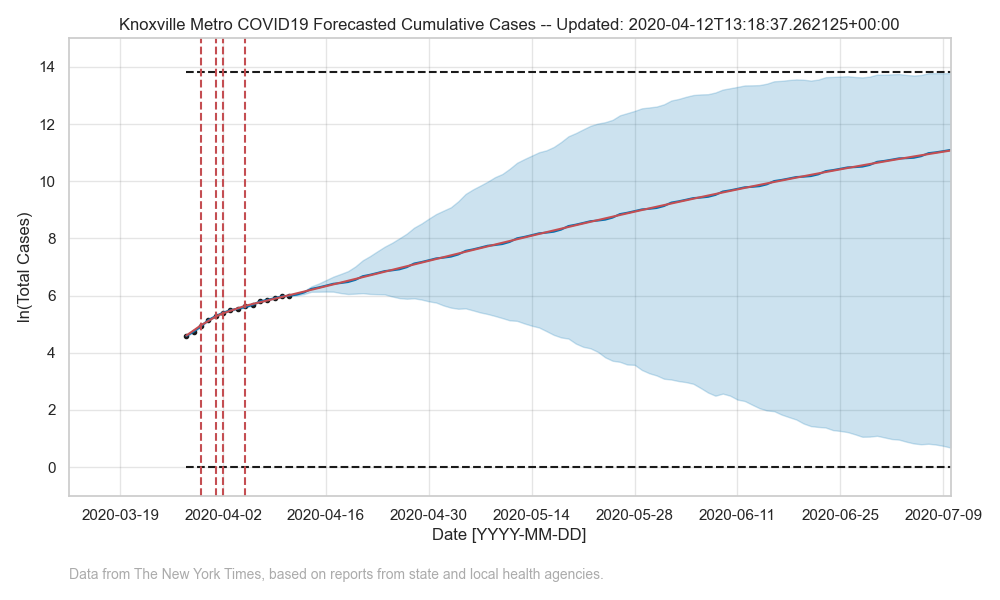 Knoxville Metro COVID19 Forecasted Cumulative Cases -- Updated: 2020-04-12T13:18:37.262125+00:00
14
12
10
8
6
4
2
0
ln(Total Cases)
2020-03-19 2020-04-02 2020-04-16 2020-04-30 2020-05-14 2020-05-28 2020-06-11 2020-06-25 2020-07-09
Date [YYYY-MM-DD]
Data from The New York Times, based on reports from state and local health agencies.